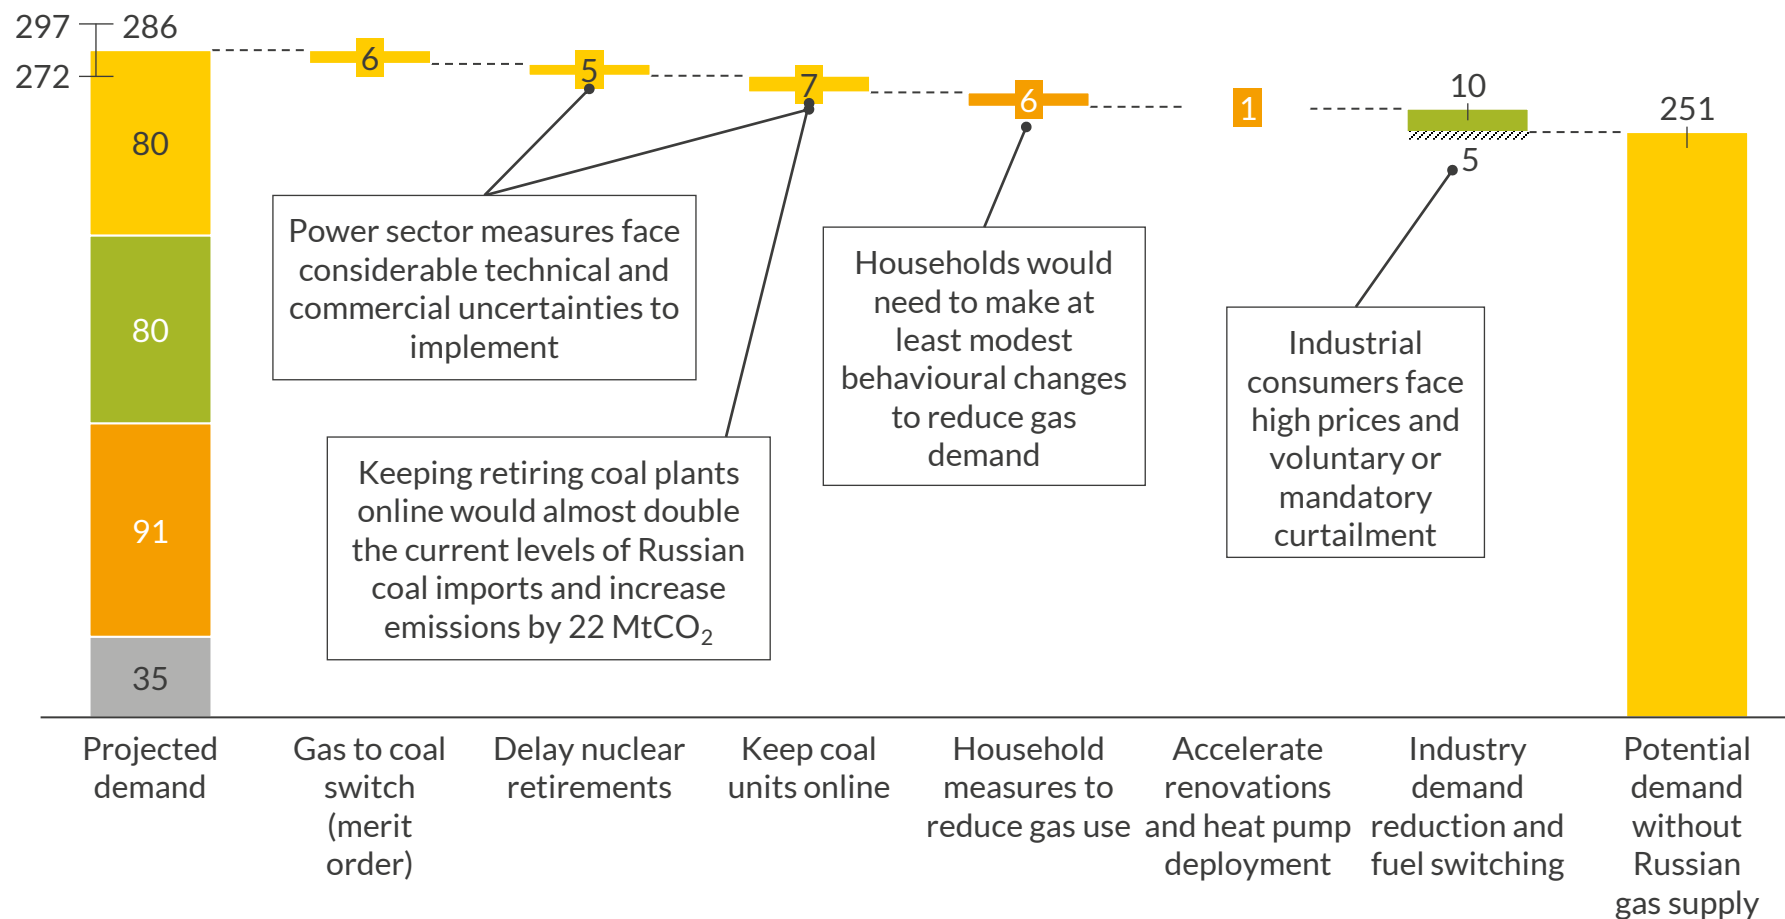 297
286
272
80
80
91
35
6
5
7
6
1
10
5
251
Power sector measures face
considerable technical and
commercial uncertainties to
implement
Keeping retiring coal plants
online would almost double
the current levels of Russian
coal imports and increase
emissions by 22 MtCO₂
Households would
need to make at
least modest
behavioural changes
to reduce gas
demand
Industrial
consumers face
high prices and
voluntary or
mandatory
curtailment
Projected
demand
Gas to coal
switch
(merit
order)
Delay nuclear
retirements
Keep coal
units online
Household
measures to
reduce gas use
Accelerate
renovations
and heat pump
deployment
Industry
demand
reduction and
fuel switching
Potential
demand
without
Russian
gas supply